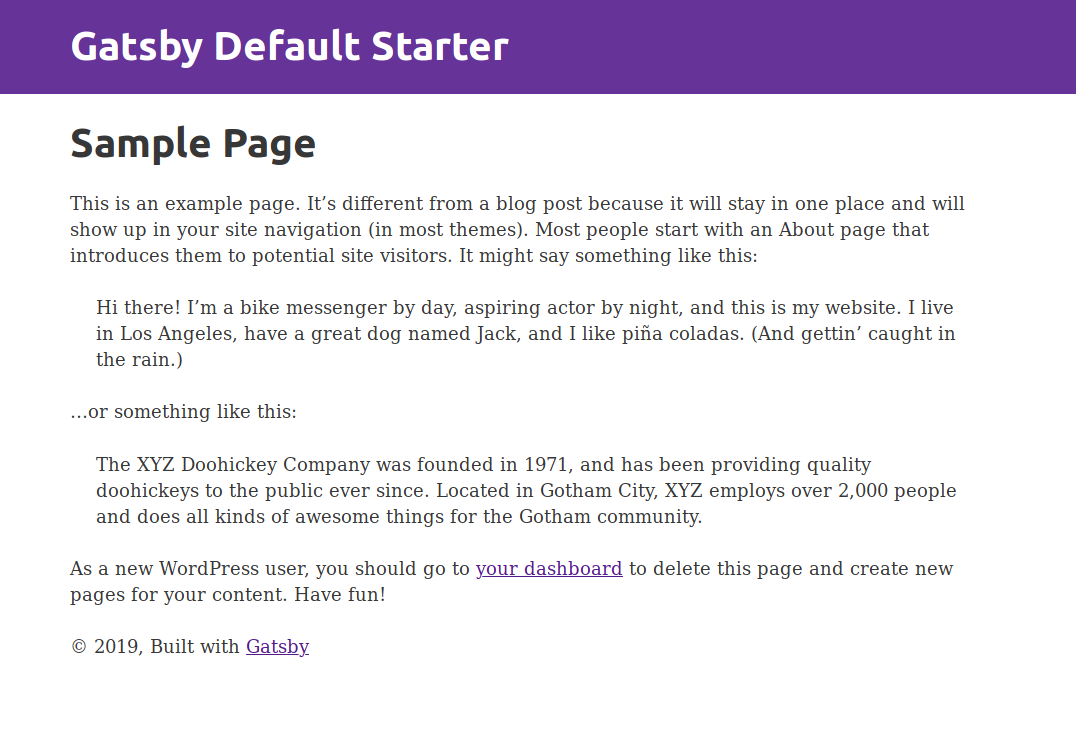 Gatsby Default Starter
Sample Page
This is an example page. It’s different from a blog post because it will stay in one place and will
show up in your site navigation (in most themes). Most people start with an About page that
introduces them to potential site visitors. It might say something like this:
Hi there! I’m a bike messenger by day, aspiring actor by night, and this is my website. I live
in Los Angeles, have a great dog named Jack, and I like piña coladas. (And gettin’ caught in
the rain.)
…or something like this:
The XYZ Doohickey Company was founded in 1971, and has been providing quality
doohickeys to the public ever since. Located in Gotham City, XYZ employs over 2,000 people
and does all kinds of awesome things for the Gotham community.
As a new WordPress user, you should go to your dashboard to delete this page and create new
pages for your content. Have fun!
© 2019, Built with Gatsby